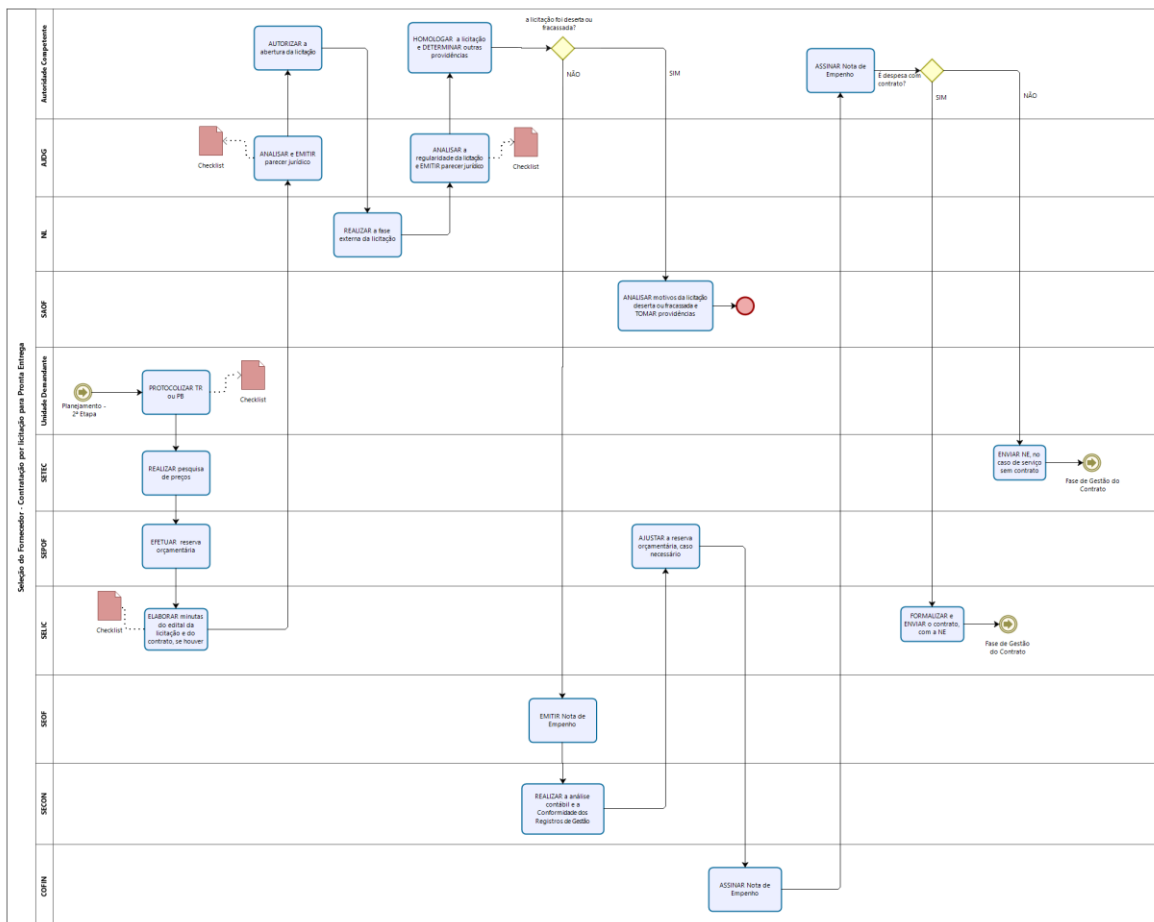 Seleção do Fornecedor - Contratação por licitação para Pronta Entrega
Autoridade Competente
AUTORIZAR a
abertura da licitação
HOMOLOGAR a licitação
e DETERMINAR outras
providências
a licitação foi deserta ou
fracassada?
NÃO
SIM
ASSINAR Nota de
Empenho
É despesa com
contrato?
SIM
NÃO
AJDG
Checklist
ANALISAR e EMITIR
parecer jurídico
ANALISAR a
regularidade da licitação
e EMITIR parecer jurídico
Checklist
NL
REALIZAR a fase
externa da licitação
SAOF
ANALISAR motivos da licitação
deserta ou fracassada e
TOMAR providências
Unidade Demandante
Planejamento –
2ª Etapa
PROTOCOLIZAR TR
ou PB
Checklist
SETEC
REALIZAR pesquisa
de preços
ENVIAR NE, no
caso de serviço
sem contrato
Fase de Gestão do
Contrato
SEPOF
EFETUAR reserva
orçamentária
AJUSTAR a reserva
orçamentária, caso
necessário
SELIC
Checklist
ELABORAR minutas
do edital da
licitação e do
contrato, se houver
FORMALIZAR e
ENVIAR o contrato,
com a NE
Fase de Gestão
do Contrato
SEOF
EMITIR Nota de
Empenho
SECON
REALIZAR a análise
contábil e a
Conformidade dos
Registros de Gestão
COFIN
ASSINAR Nota de
Empenho